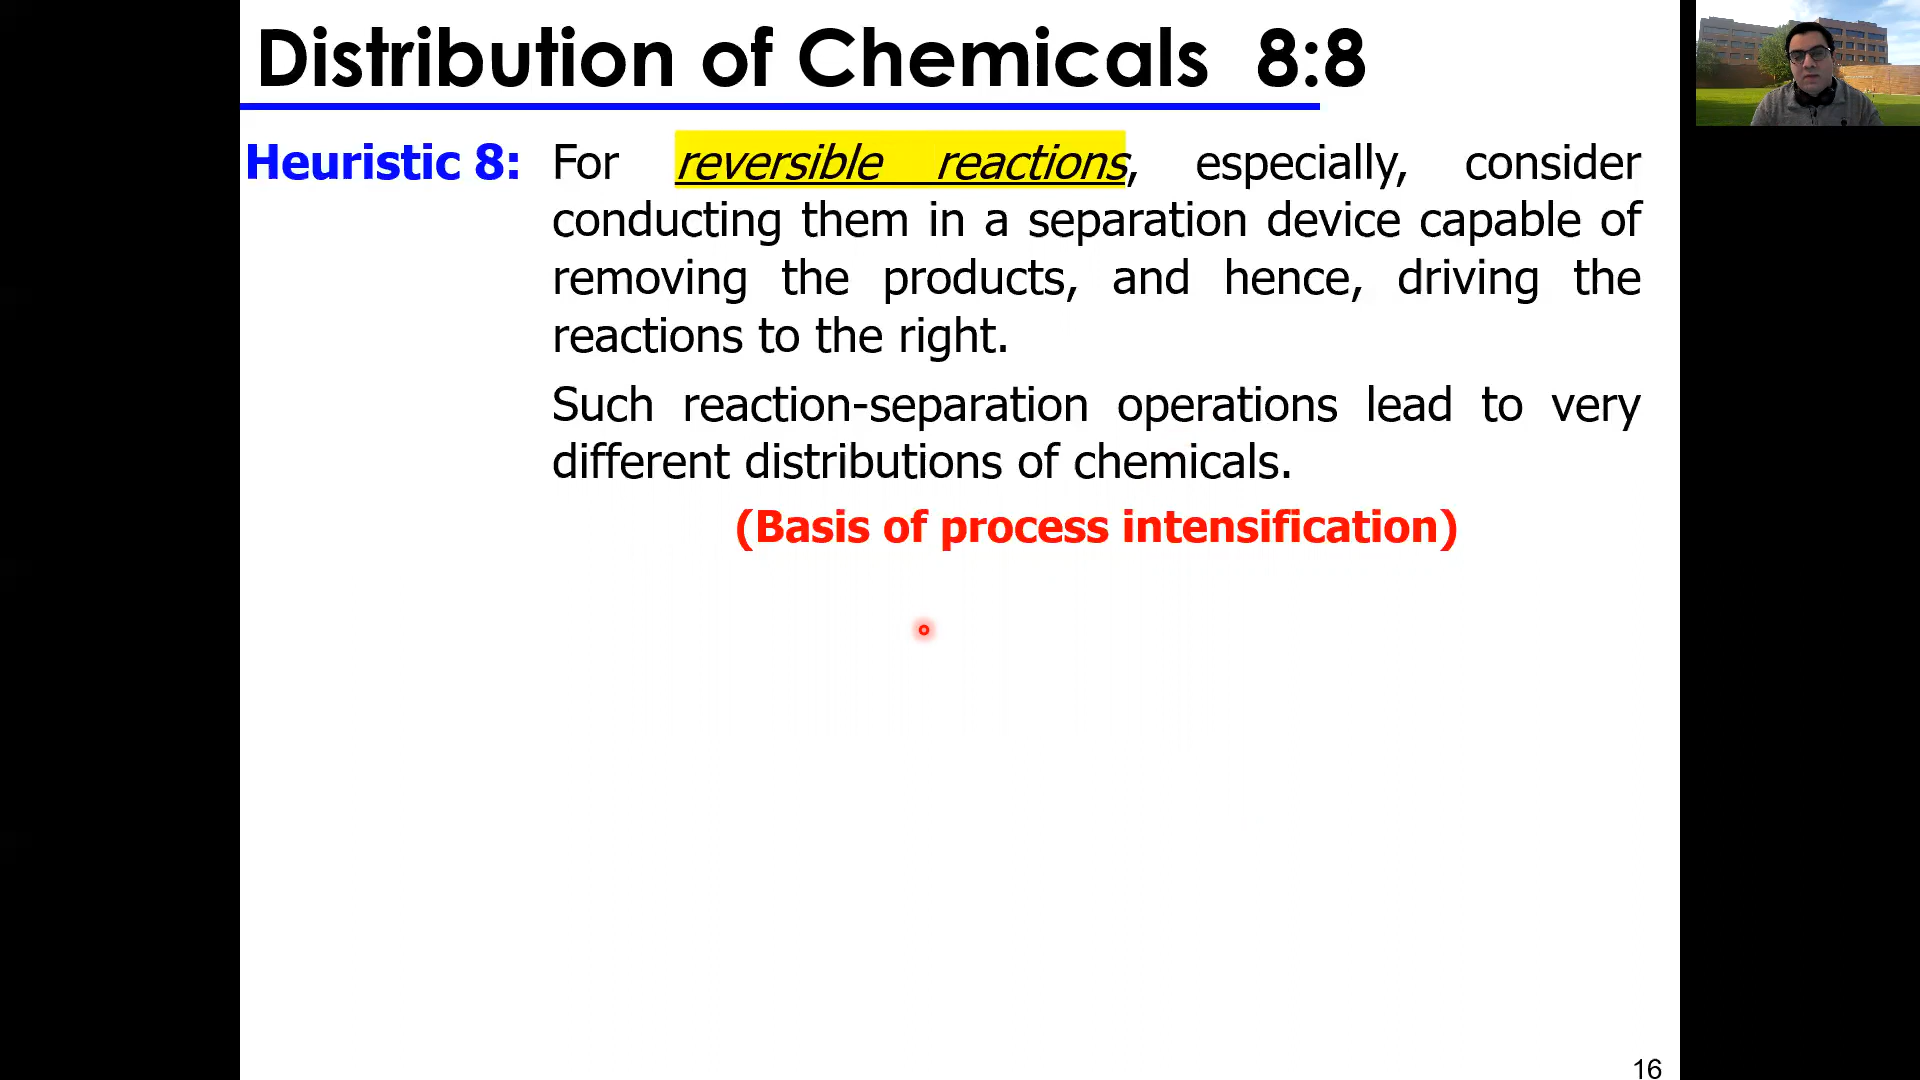 Distribution of Chemicals 8:8
Heuristic 8: For reversible reactions, especially, consider
conducting them in a separation device capable of
removing the products, and hence, driving the
reactions to the right.
Such reaction-separation operations lead to very
different distributions of chemicals.
(Basis of process intensification)
16